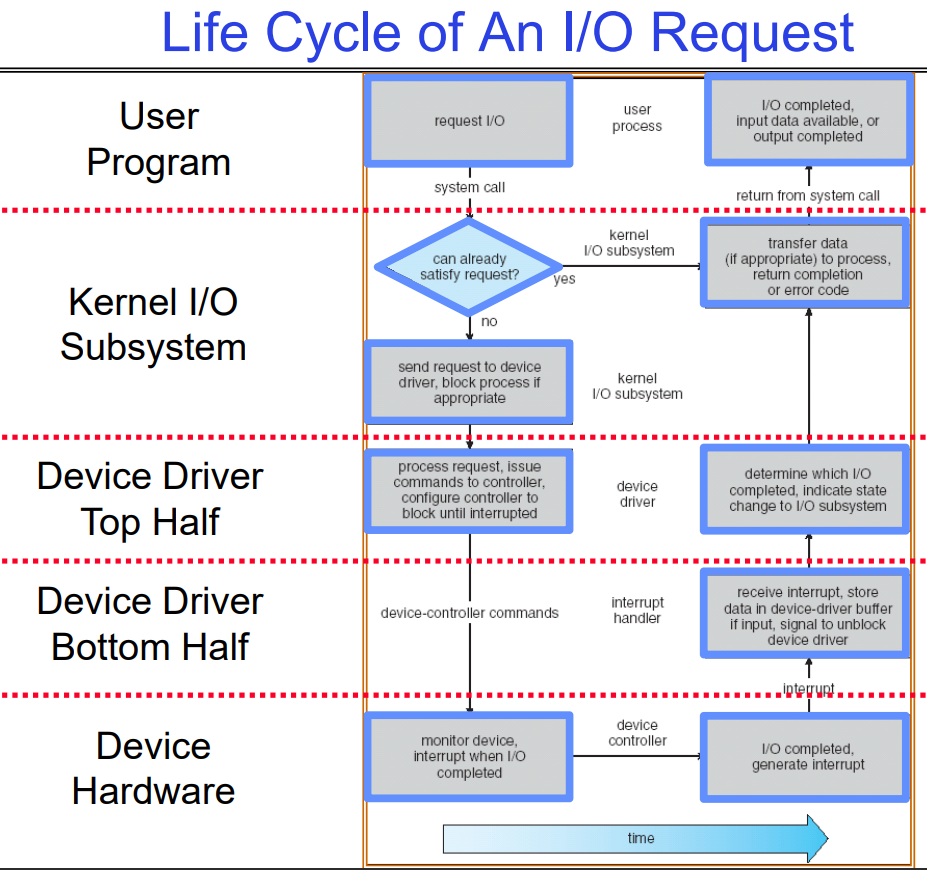 Life Cycle of An I/O Request
User
Program
request I/O
user
process
I/O completed,
input data available, or
output completed
system call
return from system call
Kernel I/O
Subsystem
can already
satisfy request?
kernel
I/O subsystem
yes
transfer data
(if appropriate) to process,
return completion
or error code
no
send request to device
driver, block process if
appropriate
kernel
I/O subsystem
Device Driver
Top Half
process request, issue
commands to controller,
configure controller to
block until interrupted
device
driver
determine which I/O
completed, indicate state
change to I/O subsystem
Device Driver
Bottom Half
device-controller commands
interrupt
handler
receive interrupt, store
data in device-driver buffer
if input, signal to unblock
device driver
interrupt
Device
Hardware
monitor device,
interrupt when I/O
completed
device
controller
I/O completed,
generate interrupt
time